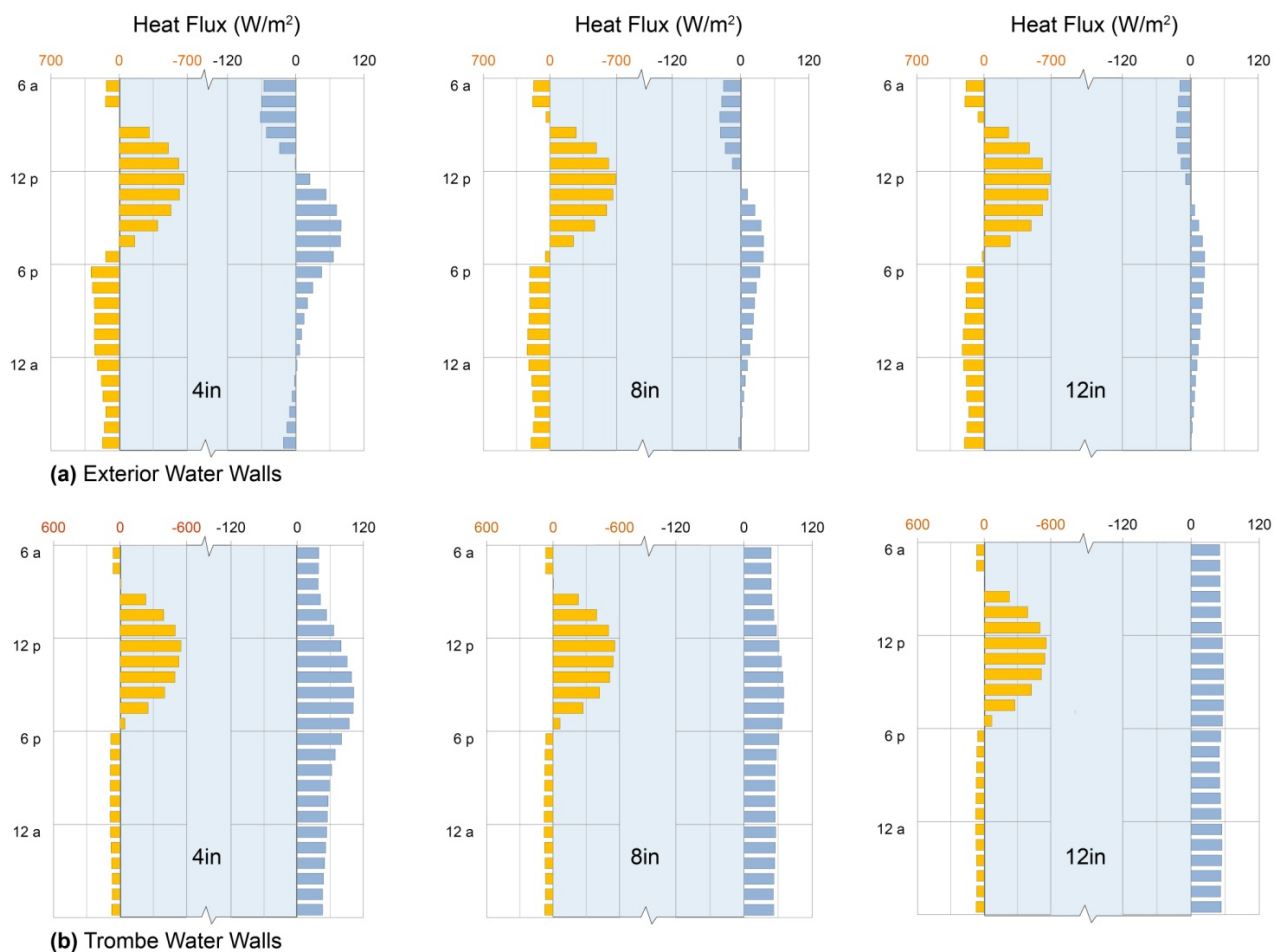 Heat Flux (W/m²) Heat Flux (W/m²) Heat Flux (W/m²)
700 0 -700 -120 0 120 700 0 -700 -120 0 120 700 0 -700 -120 0 120
6 a 6 a 6 a
12 p 12 p 12 p
6 p 6 p 6 p
12 a 12 a 12 a
4in 8in 12in
(a) Exterior Water Walls
600 0 -600 -120 0 120 600 0 -600 -120 0 120 600 0 -600 -120 0 120
6 a 6 a 6 a
12 p 12 p 12 p
6 p 6 p 6 p
12 a 12 a 12 a
4in 8in 12in
(b) Trombe Water Walls